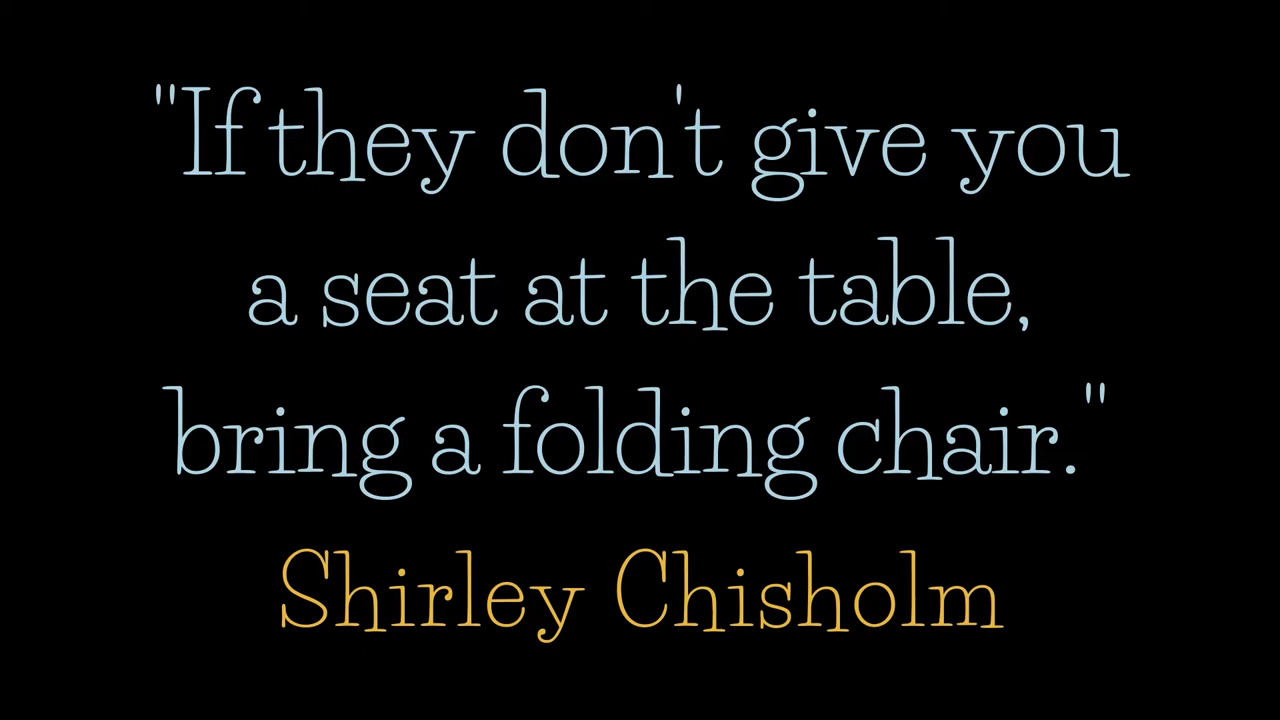 "If they don't give you
a seat at the table,
bring a folding chair."
Shirley Chisholm